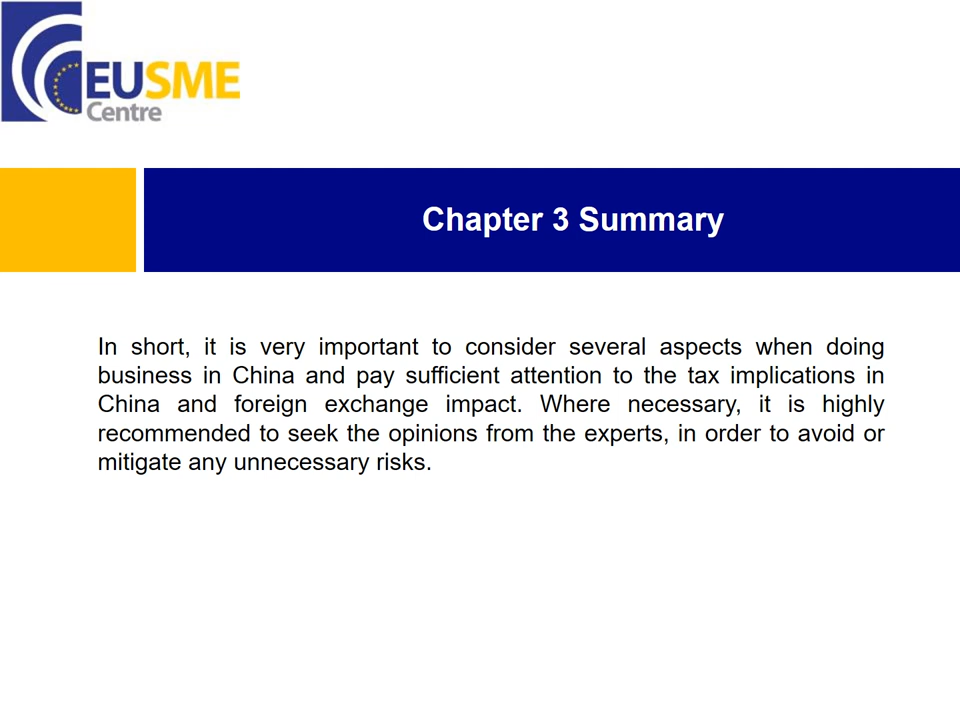 EUSME
Centre
Chapter 3 Summary
In short, it is very important to consider several aspects when doing
business in China and pay sufficient attention to the tax implications in
China and foreign exchange impact. Where necessary, it is highly
recommended to seek the opinions from the experts, in order to avoid or
mitigate any unnecessary risks.